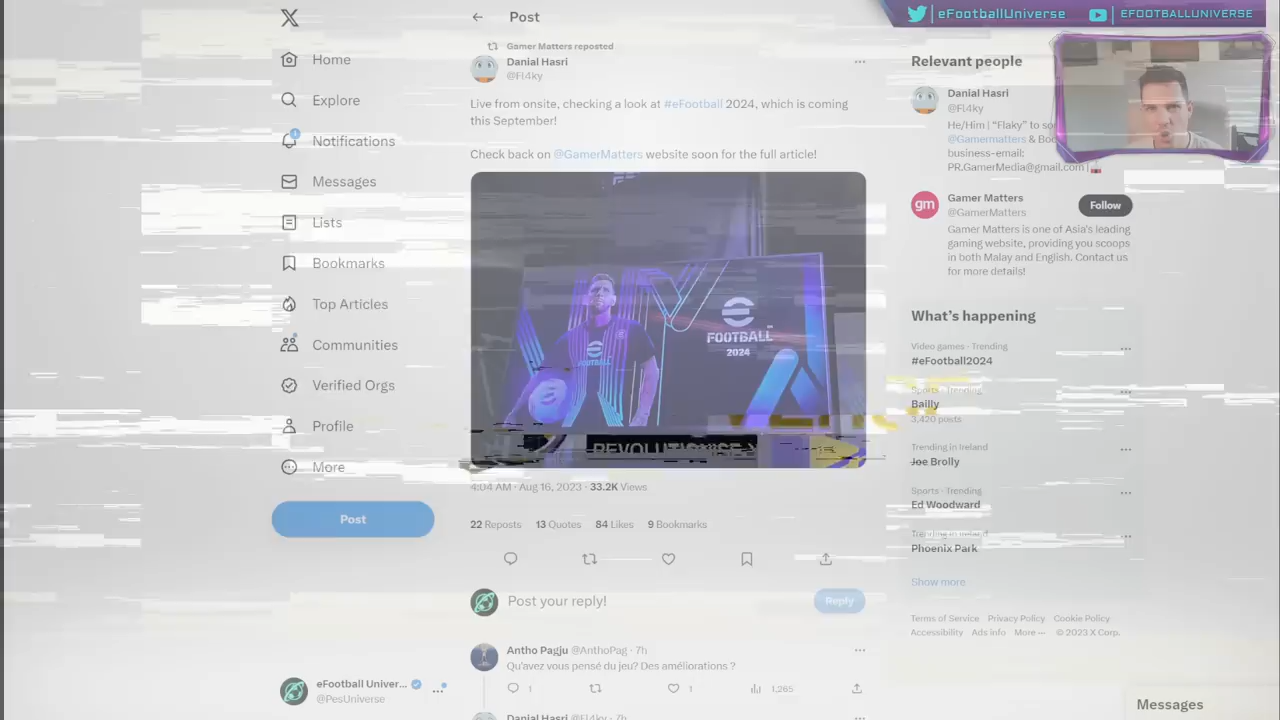 eFootballUniverse
EFOOTBALLUNIVERSE
Home
Explore
Notifications
Messages
Lists
Bookmarks
Top Articles
Communities
Verified Orgs
Profile
More
Post
eFootball Univer...
@PesUniverse
Post
Gamer Matters reposted
Danial Hasri
@Fl4ky
Live from onsite, checking a look at #eFootball 2024, which is coming
this September!
Check back on @GamerMatters website soon for the full article!
FOOTBALL
FOOTBALL
2024
REVOLUTIONISE
4:04 AM · Aug 16, 2023 · 33.2K Views
22 Reposts 13 Quotes 84 Likes 9 Bookmarks
Post your reply!
Reply
Antho Pagju @AnthoPag · 7h
Qu'avez vous pensé du jeu? Des améliorations ?
1
1
1,265
Danial Hasri @Fl4ky · 7h
Relevant people
Danial Hasri
@Fl4ky
He/Him | “Flaky” to so
@Gamermatters & Bo
business-email:
PR.GamerMedia@gmail.com |
gm
Gamer Matters
@GamerMatters
Follow
Gamer Matters is one of Asia's leading
gaming website, providing you scoops
in both Malay and English. Contact us
for more details!
What’s happening
Video games · Trending
#eFootball2024
Sports · Trending
Bailly
3,420 posts
Trending in Ireland
Joe Brolly
Sports · Trending
Ed Woodward
Trending in Ireland
Phoenix Park
Show more
Terms of Service Privacy Policy Cookie Policy
Accessibility Ads info More ··· © 2023 X Corp.
Messages